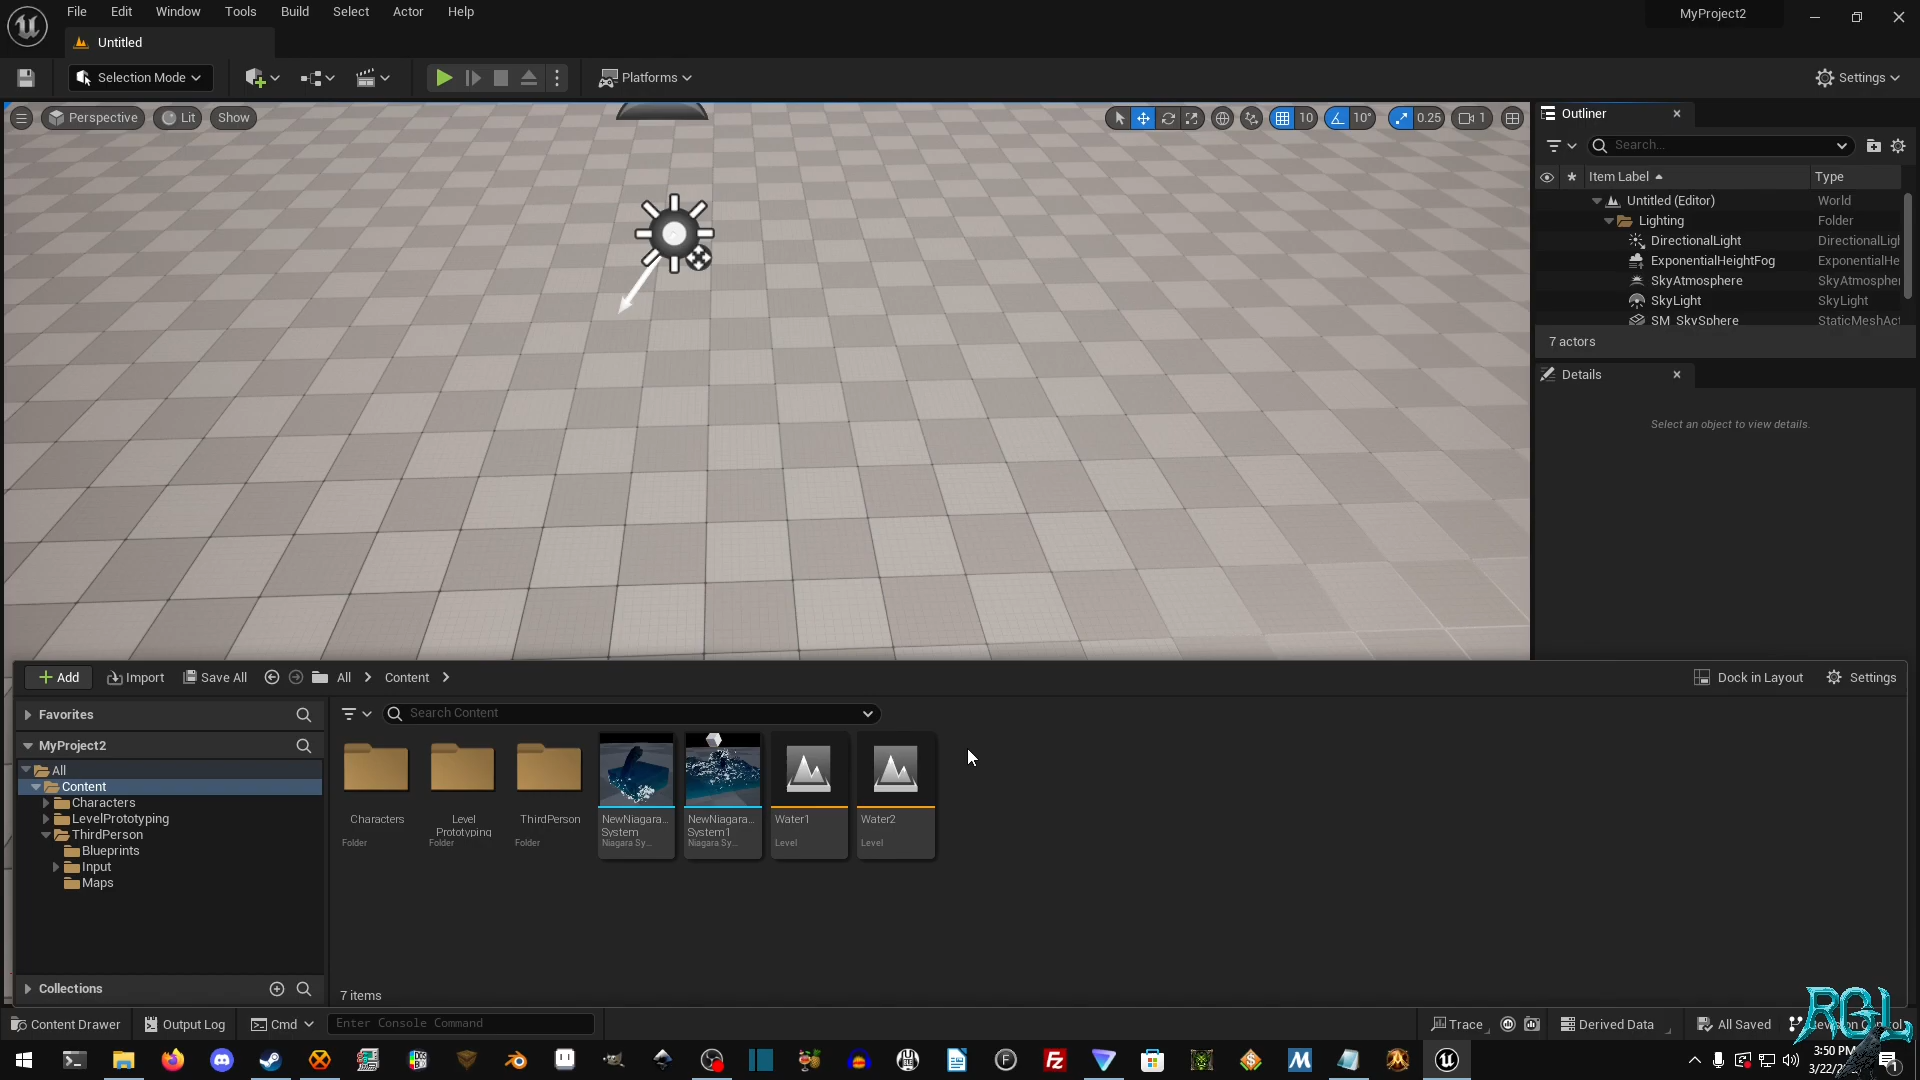 File Edit Window Tools Build Select Actor Help
MyProject2
Untitled
Selection Mode
Platforms
Settings
Perspective Lit Show
10 10° 0.25 1
Outliner
Search...
Item Label Type
Untitled (Editor) World
Lighting Folder
DirectionalLight DirectionalLigh
ExponentialHeightFog ExponentialHe
SkyAtmosphere SkyAtmospher
SkyLight SkyLight
SM_SkySphere StaticMeshAct
7 actors
Details
Select an object to view details.
Add Import Save All All Content
Dock in Layout Settings
Favorites
Search Content
MyProject2
All
Content
Characters
LevelPrototyping
ThirdPerson
Blueprints
Input
Maps
Collections
Characters
Folder
Level
Prototyping
Folder
ThirdPerson
Folder
NewNiagara...
System
Niagara Sy...
NewNiagara...
System1
Niagara Sy...
Water1
Level
Water2
Level
7 items
Content Drawer Output Log Cmd Enter Console Command
Trace Derived Data All Saved
RGL
3:50 PM
3/22/2
1